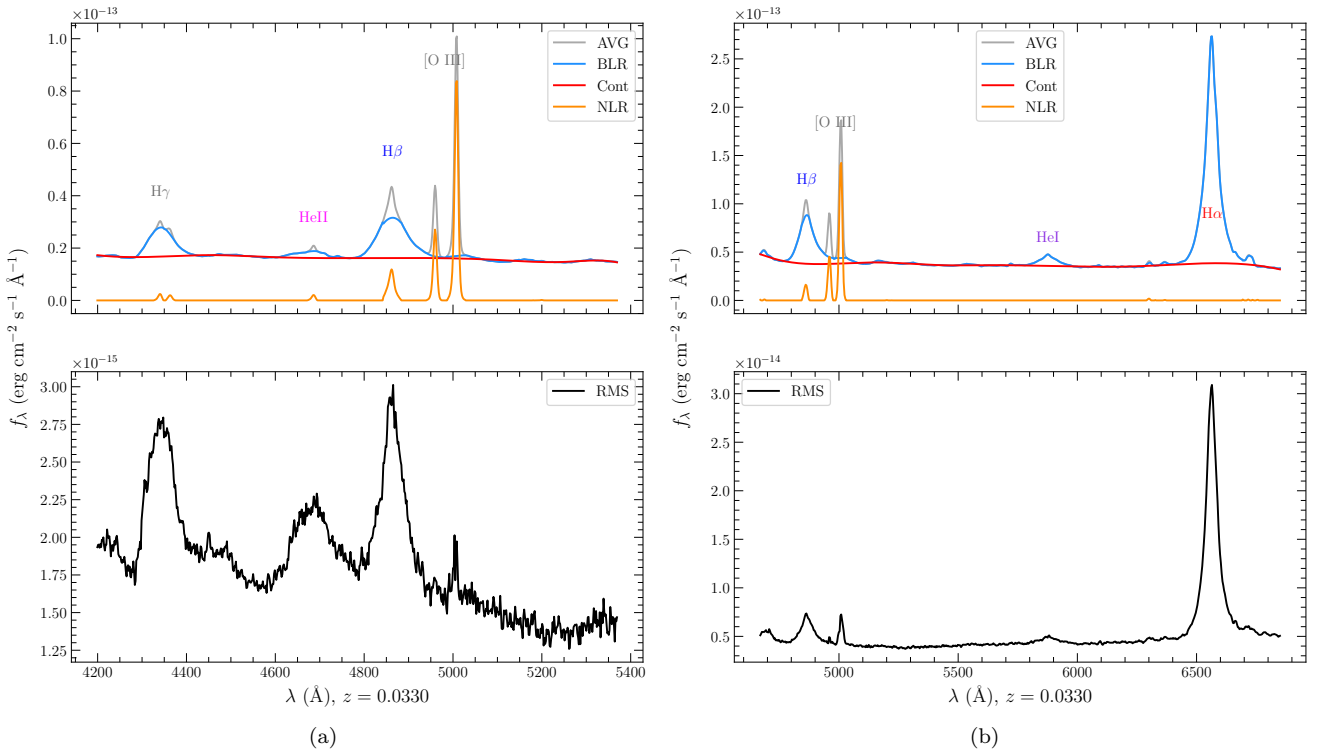 ×10⁻¹³
1.0
0.8
0.6
0.4
0.2
0.0
AVG
BLR
Cont
NLR
[O III]
Hβ
Hγ
HeII
×10⁻¹³
2.5
2.0
1.5
1.0
0.5
0.0
AVG
BLR
Cont
NLR
[O III]
Hβ
HeI
Hα
f_λ (erg cm⁻² s⁻¹ Å⁻¹)
f_λ (erg cm⁻² s⁻¹ Å⁻¹)
×10⁻¹⁵
3.00
2.75
2.50
2.25
2.00
1.75
1.50
1.25
RMS
4200 4400 4600 4800 5000 5200 5400
λ (Å), z = 0.0330
(a)
×10⁻¹⁴
3.0
2.5
2.0
1.5
1.0
0.5
RMS
5000 5500 6000 6500
λ (Å), z = 0.0330
(b)